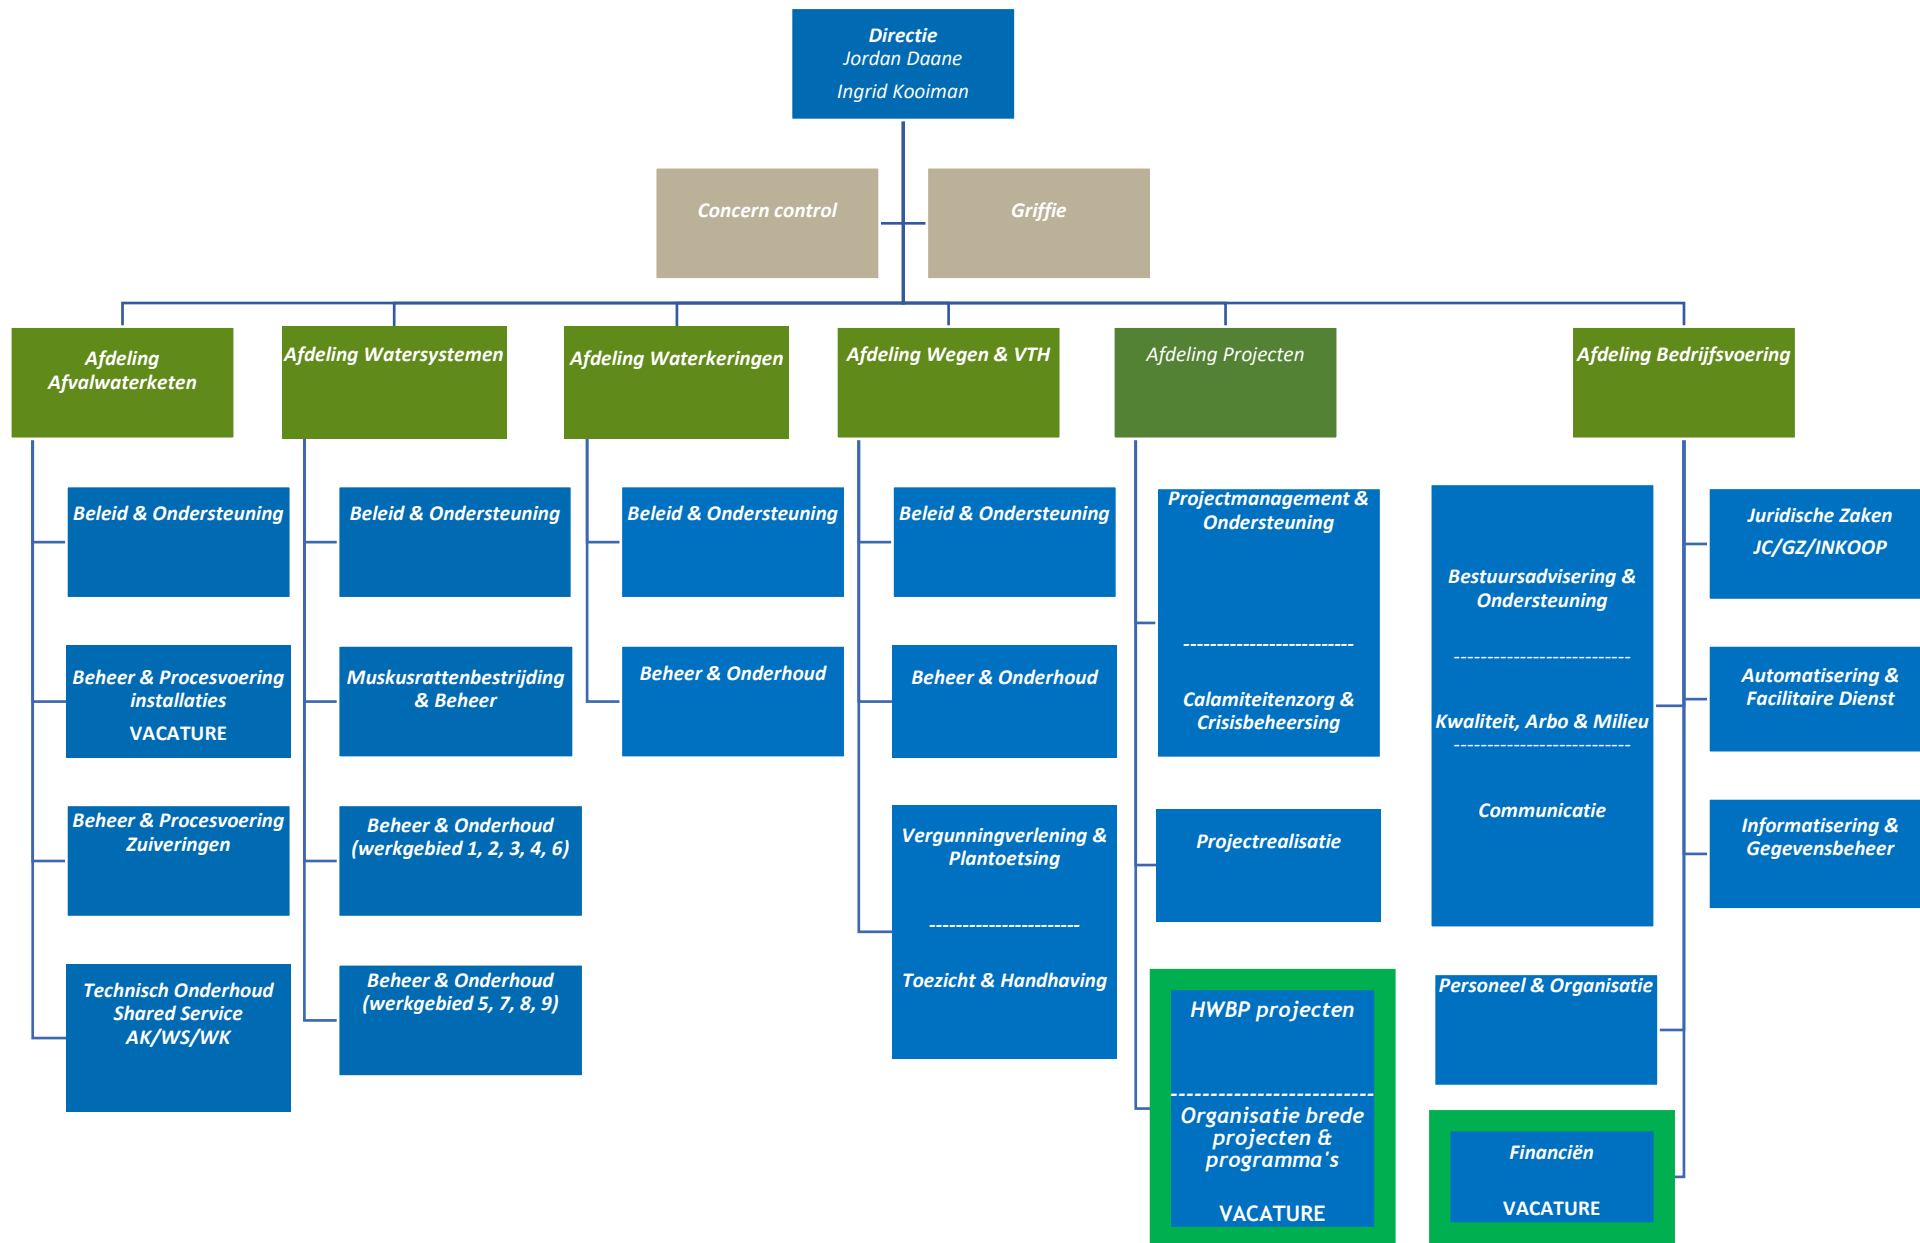 Directie
Jordan Daane
Ingrid Kooiman
Concern control
Griffie
Afdeling
Afvalwaterketen
Afdeling Watersystemen
Afdeling Waterkeringen
Afdeling Wegen & VTH
Afdeling Projecten
Afdeling Bedrijfsvoering
Beleid & Ondersteuning
Beheer & Procesvoering
installaties
VACATURE
Beheer & Procesvoering
Zuiveringen
Technisch Onderhoud
Shared Service
AK/WS/WK
Beleid & Ondersteuning
Muskusrattenbestrijding
& Beheer
Beheer & Onderhoud
(werkgebied 1, 2, 3, 4, 6)
Beheer & Onderhoud
(werkgebied 5, 7, 8, 9)
Beleid & Ondersteuning
Beheer & Onderhoud
Beleid & Ondersteuning
Beheer & Onderhoud
Vergunningverlening &
Plantoetsing
-----------------------
Toezicht & Handhaving
Projectmanagement &
Ondersteuning
--------------------------
Calamiteitenzorg &
Crisisbeheersing
Projectrealisatie
HWBP projecten
--------------------------
Organisatie brede
projecten &
programma's
VACATURE
Bestuursadvisering &
Ondersteuning
---------------------------
Kwaliteit, Arbo & Milieu
---------------------------
Communicatie
Personeel & Organisatie
Financiën
VACATURE
Juridische Zaken
JC/GZ/INKOOP
Automatisering &
Facilitaire Dienst
Informatisering &
Gegevensbeheer